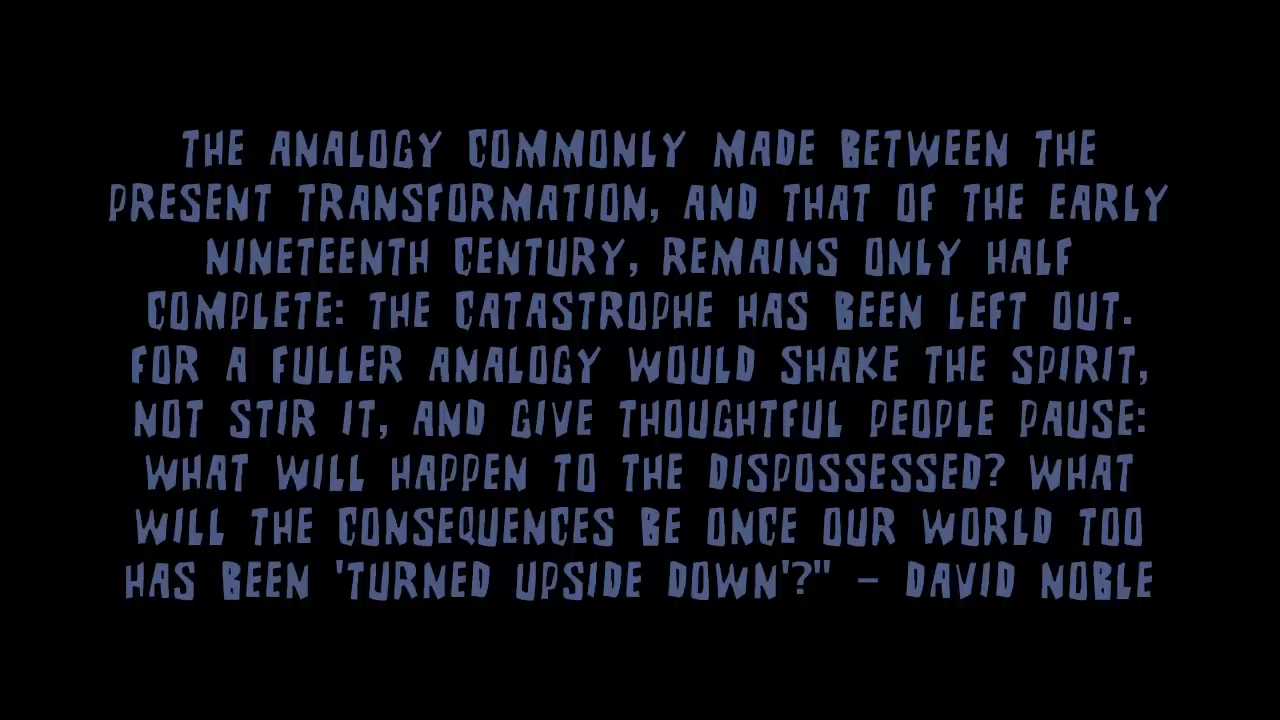 THE ANALOGY COMMONLY MADE BETWEEN THE
PRESENT TRANSFORMATION, AND THAT OF THE EARLY
NINETEENTH CENTURY, REMAINS ONLY HALF
COMPLETE: THE CATASTROPHE HAS BEEN LEFT OUT.
FOR A FULLER ANALOGY WOULD SHAKE THE SPIRIT,
NOT STIR IT, AND GIVE THOUGHTFUL PEOPLE PAUSE:
WHAT WILL HAPPEN TO THE DISPOSSESSED? WHAT
WILL THE CONSEQUENCES BE ONCE OUR WORLD TOO
HAS BEEN 'TURNED UPSIDE DOWN'?" – DAVID NOBLE